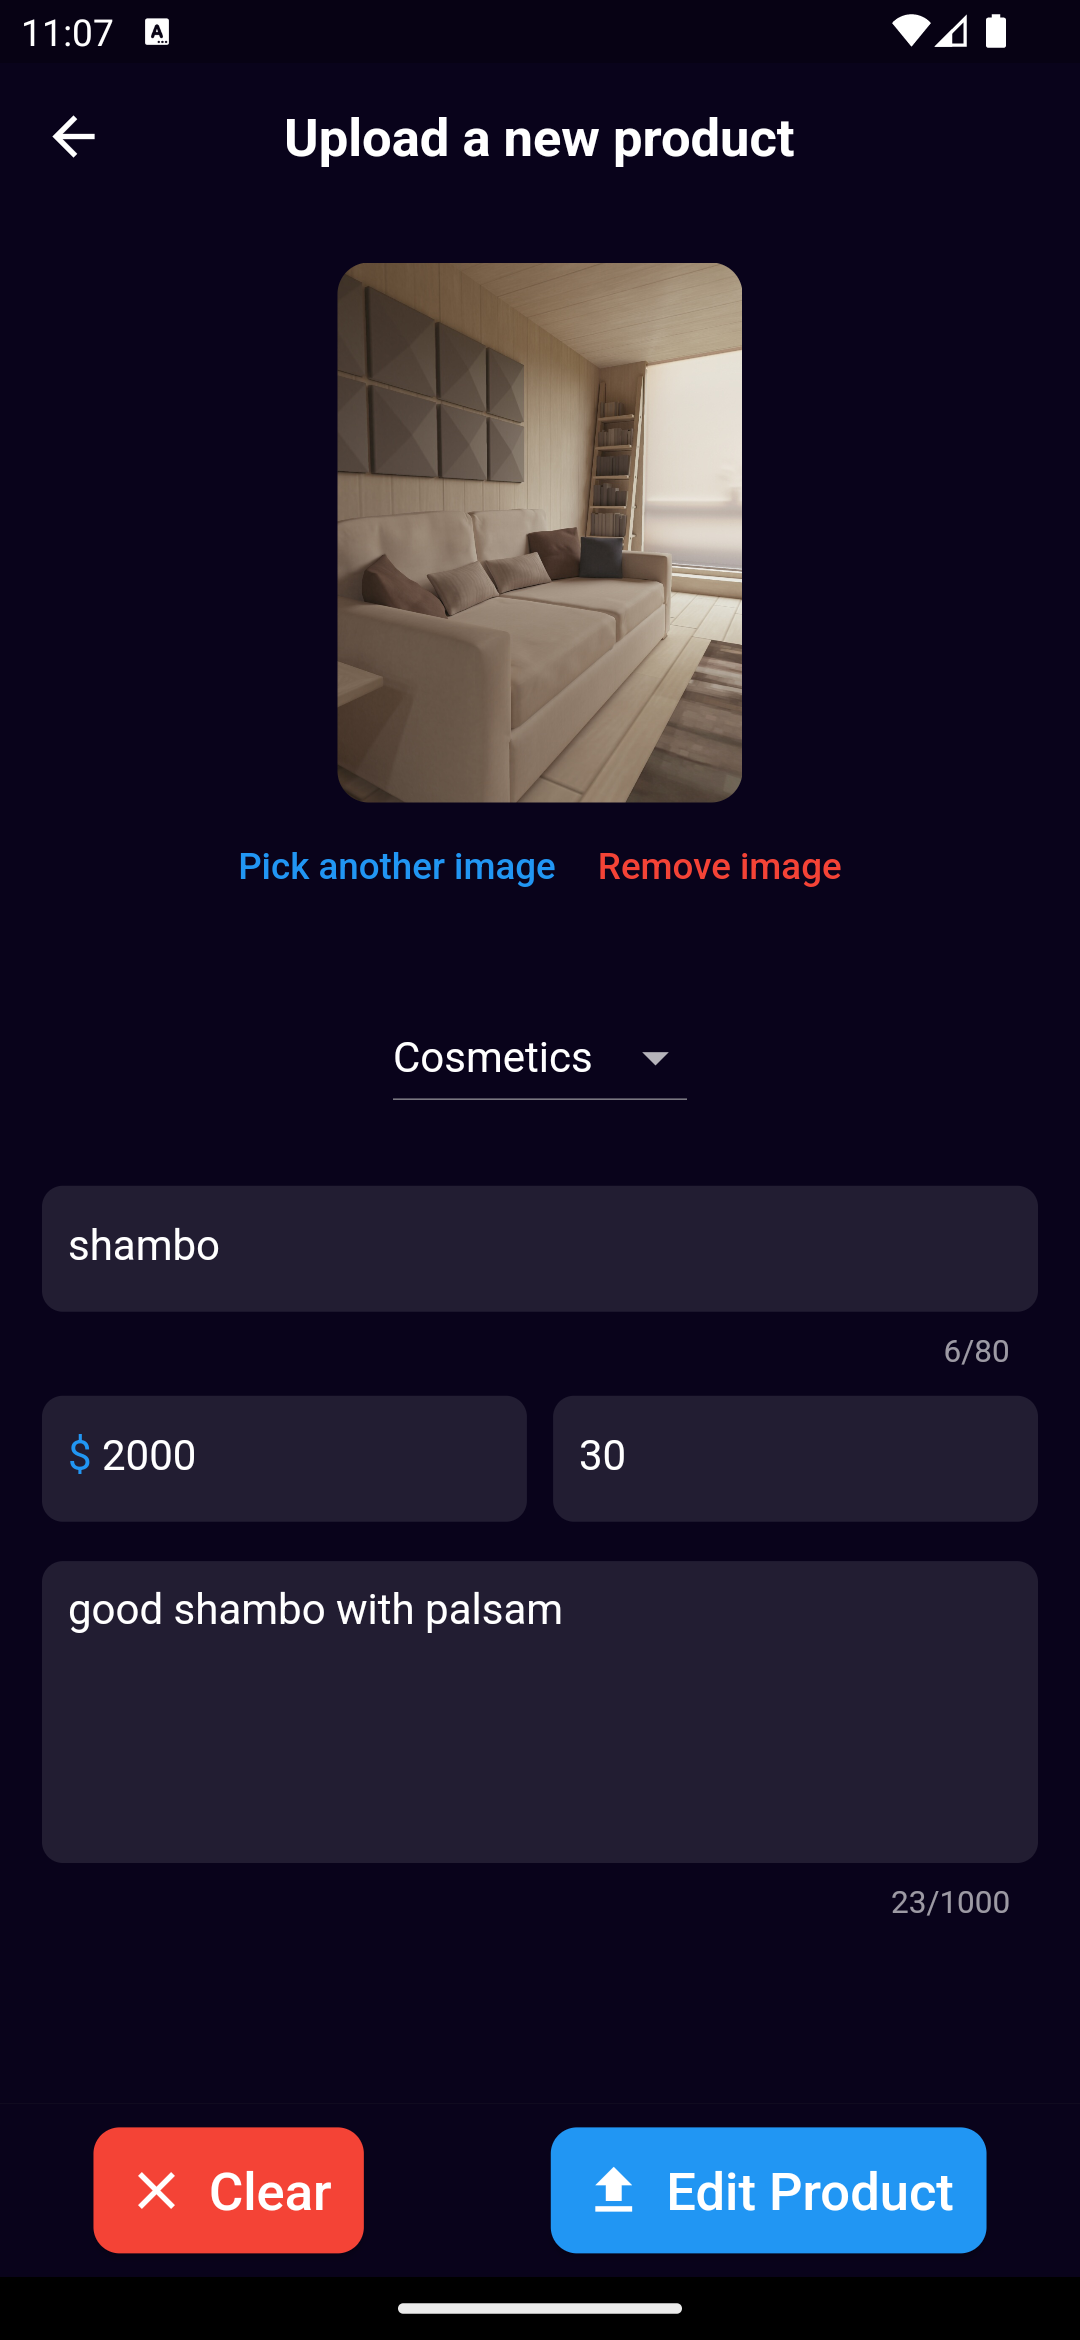 11:07
Upload a new product
Pick another image Remove image
Cosmetics
shambo
6/80
$ 2000 30
good shambo with palsam
23/1000
Clear Edit Product